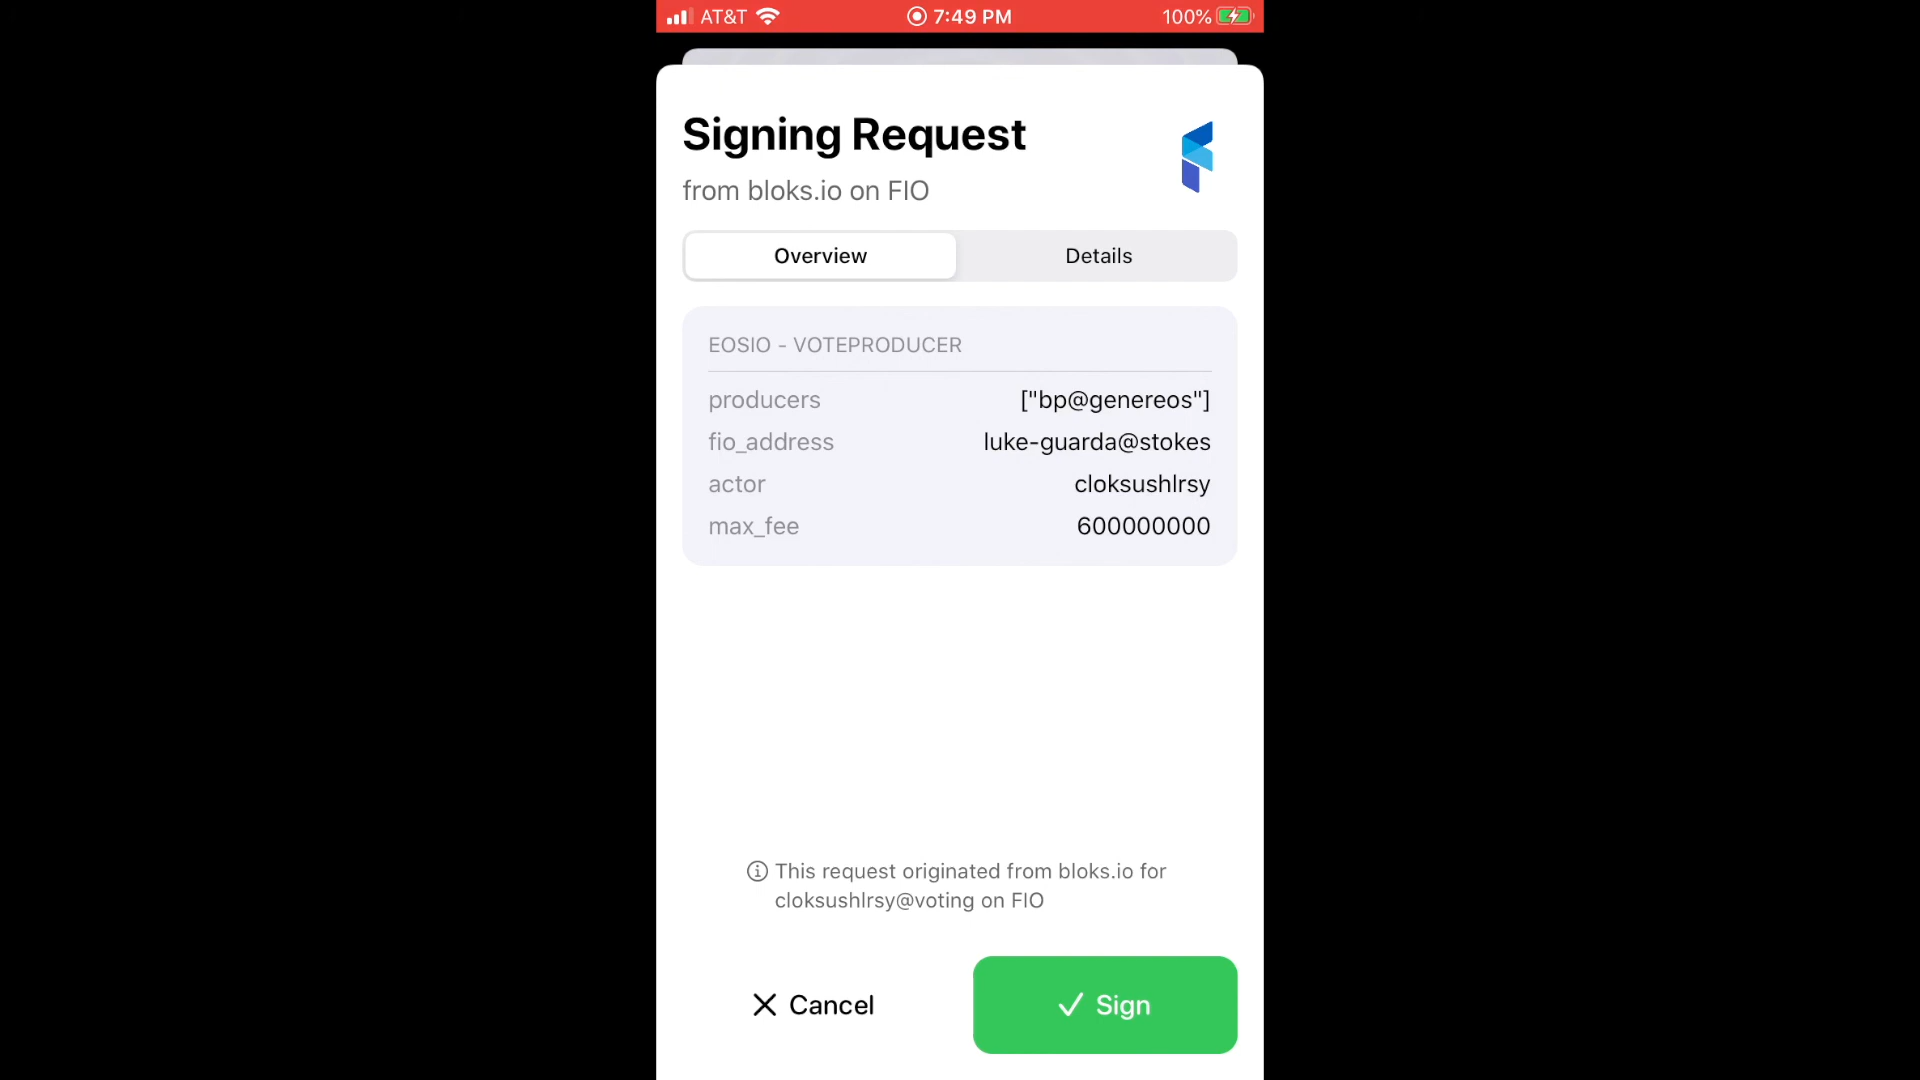 AT&T 7:49 PM 100%
Signing Request
from bloks.io on FIO
Overview Details
EOSIO - VOTEPRODUCER
producers ["bp@genereos"]
fio_address luke-guarda@stokes
actor cloksushlrsy
max_fee 600000000
This request originated from bloks.io for
cloksushlrsy@voting on FIO
Cancel Sign